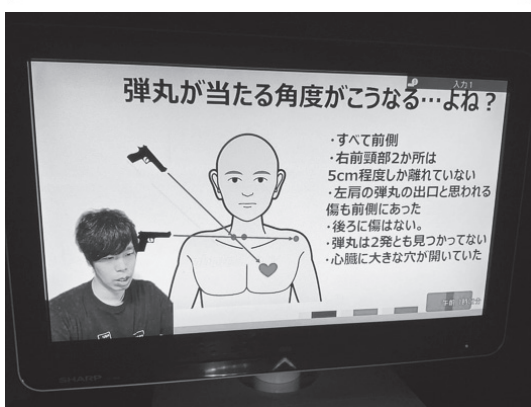 入力1
弾丸が当たる角度がこうなる…よね？
・すべて前側
・右前頸部2か所は
5cm程度しか離れていない
・左肩の弾丸の出口と思われる
傷も前側にあった
・後ろに傷はない。
・弾丸は2発とも見つかってない
・心臓に大きな穴が開いていた
SHARP